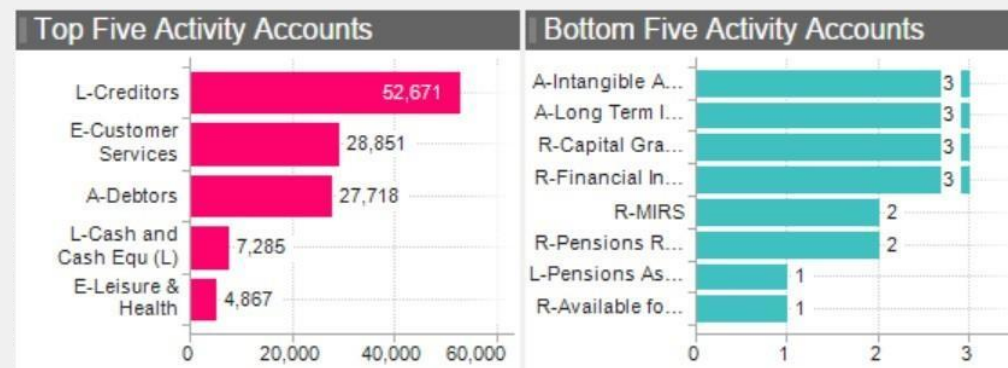 Top Five Activity Accounts
L-Creditors
52,671
E-Customer
Services
28,851
A-Debtors
27,718
L-Cash and
Cash Equ (L)
7,285
E-Leisure &
Health
4,867
0
20,000
40,000
60,000
Bottom Five Activity Accounts
A-Intangible A...
3
A-Long Term I...
3
R-Capital Gra...
3
R-Financial In...
3
R-MIRS
2
R-Pensions R...
2
L-Pensions As...
1
R-Available fo...
1
0
1
2
3